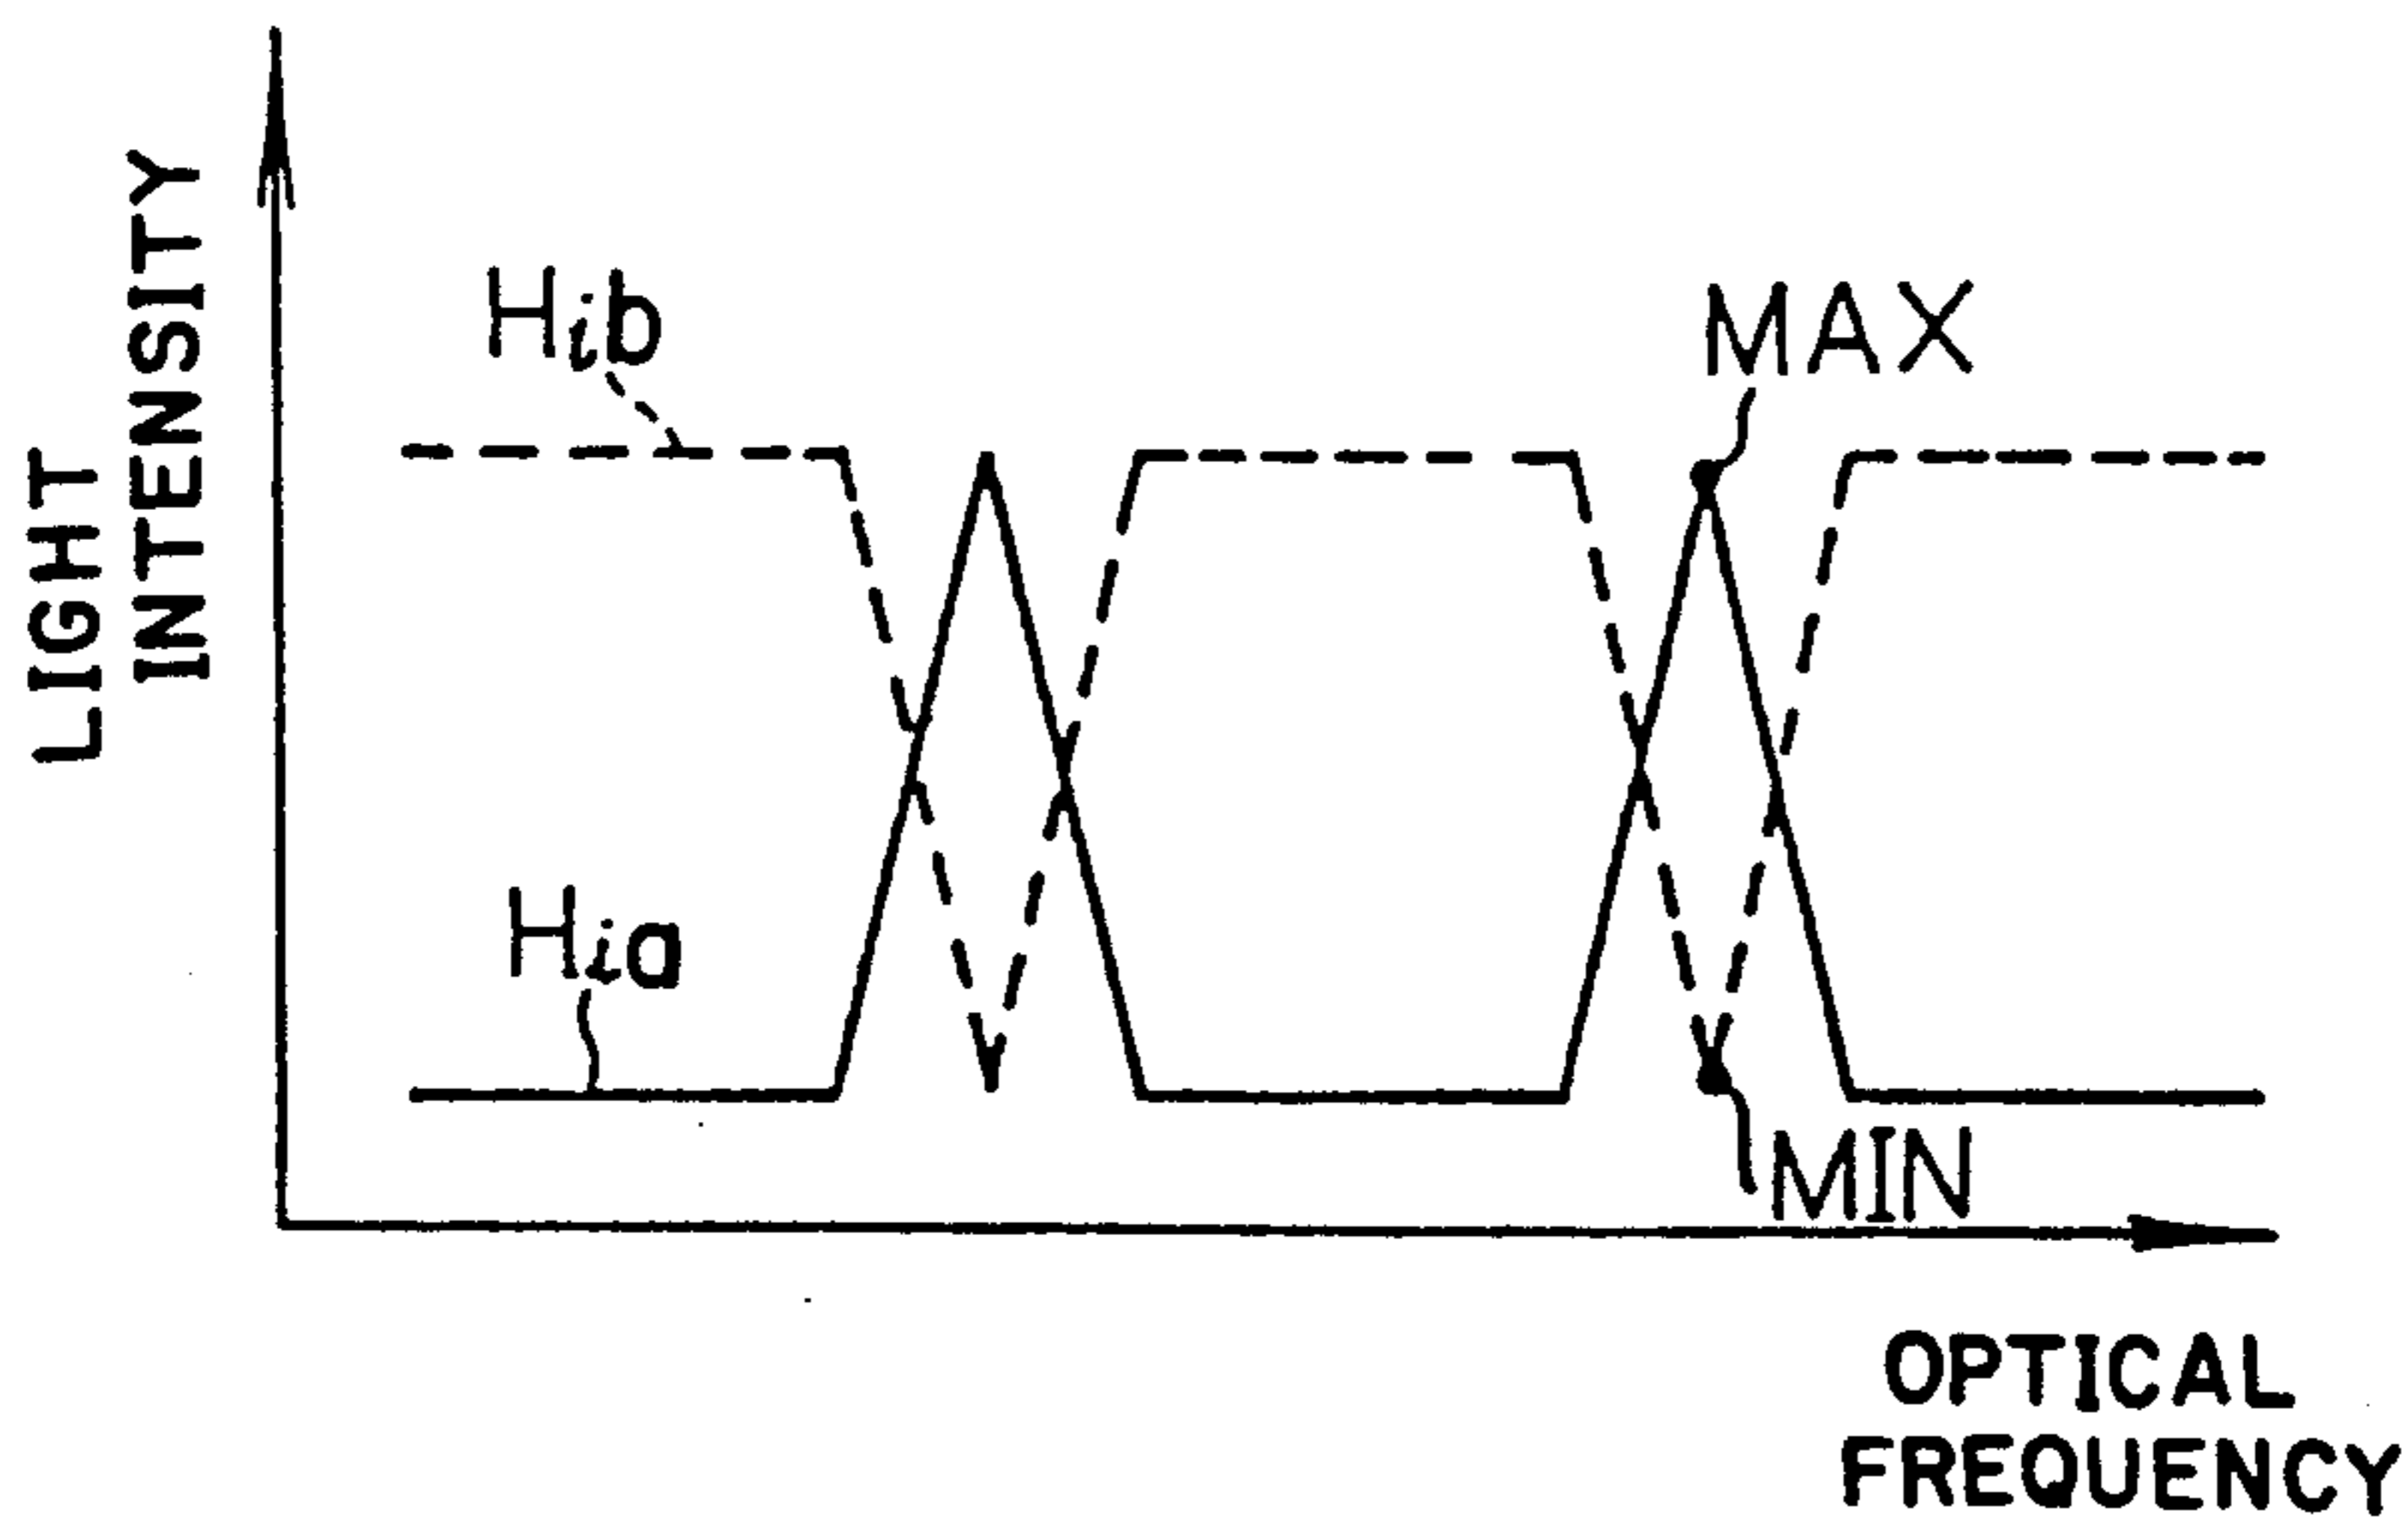 LIGHT
INTENSITY
Hib
MAX
Hia
MIN
OPTICAL
FREQUENCY